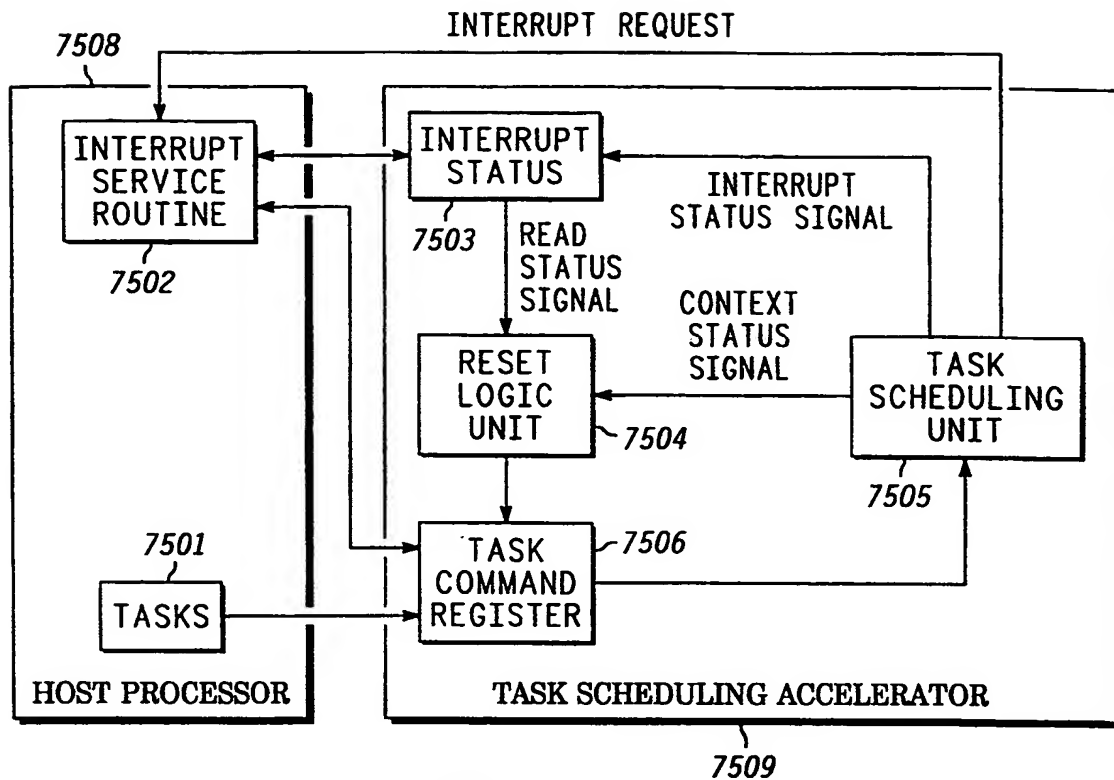 INTERRUPT REQUEST
7508
INTERRUPT
SERVICE
ROUTINE
7502
INTERRUPT
STATUS
7503
INTERRUPT
STATUS SIGNAL
READ
STATUS
SIGNAL
CONTEXT
STATUS
SIGNAL
RESET
LOGIC
UNIT
7504
TASK
SCHEDULING
UNIT
7505
7501
TASKS
TASK
COMMAND
REGISTER
7506
HOST PROCESSOR
TASK SCHEDULING ACCELERATOR
7509